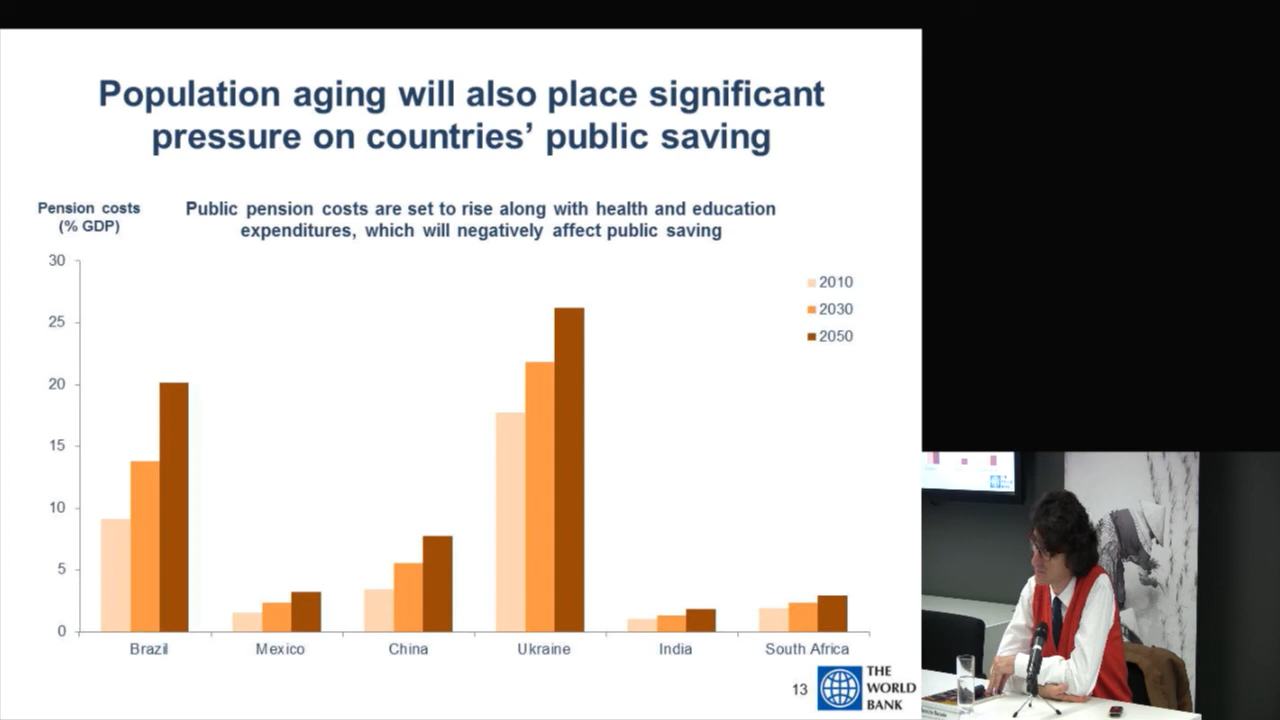 Population aging will also place significant
pressure on countries’ public saving
Pension costs
(% GDP)
Public pension costs are set to rise along with health and education
expenditures, which will negatively affect public saving
30
25
20
15
10
5
0
2010
2030
2050
Brazil
Mexico
China
Ukraine
India
South Africa
13
THE
WORLD
BANK